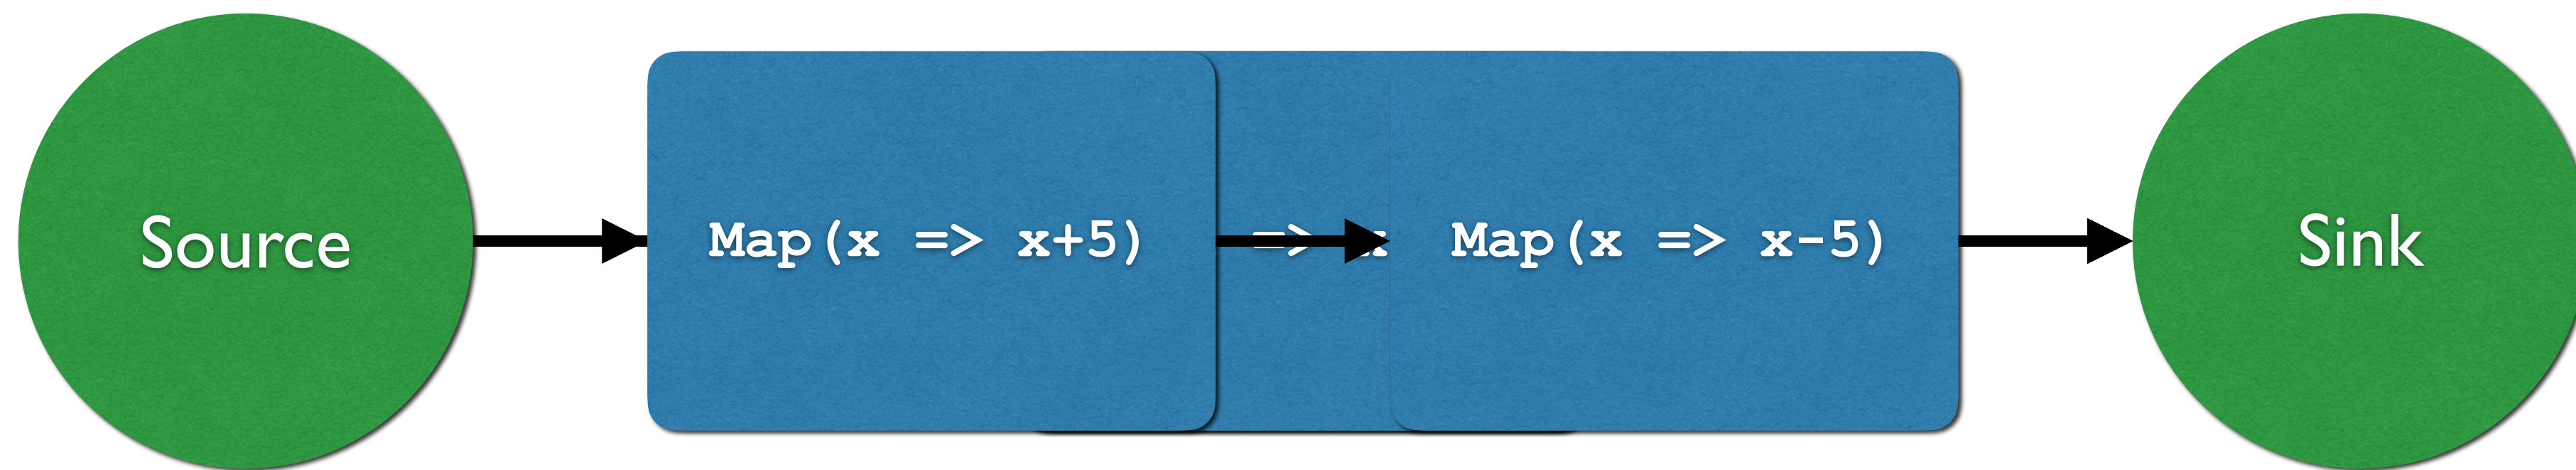 Source
Map(x => x+5)
=> x
Map(x => x-5)
Sink